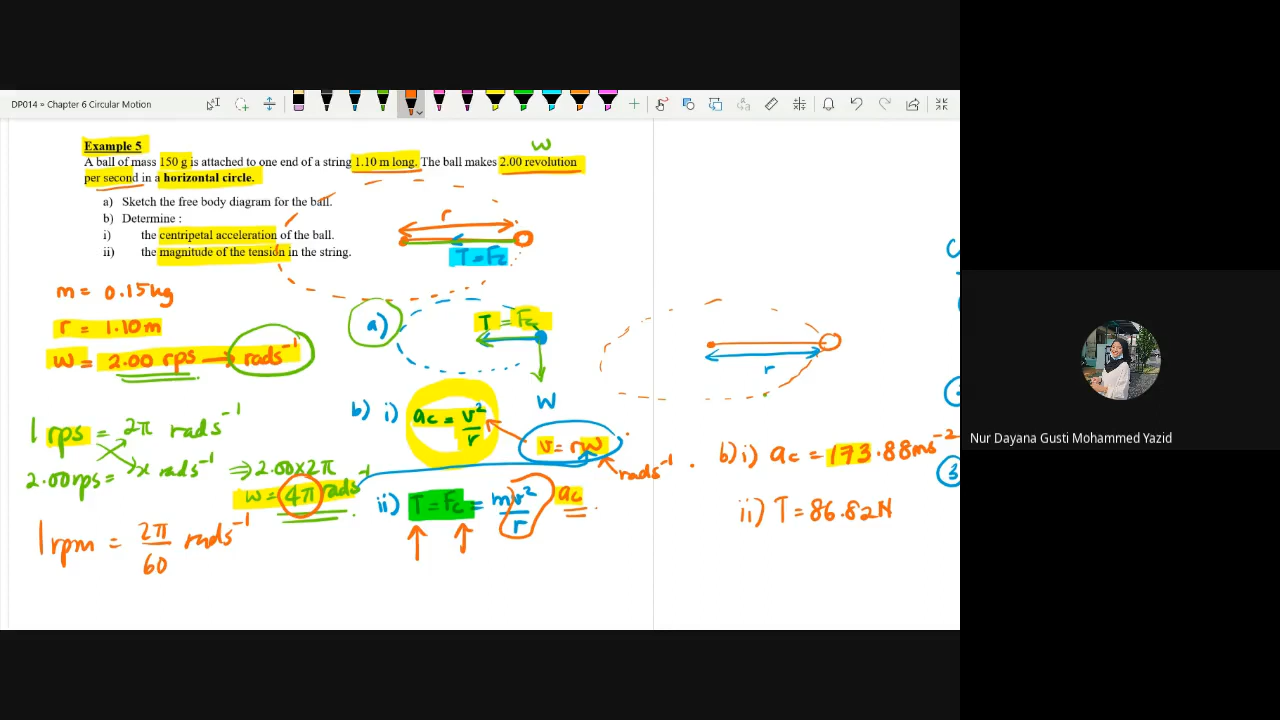 DP014 » Chapter 6 Circular Motion
Example 5
ω
A ball of mass 150 g is attached to one end of a string 1.10 m long. The ball makes 2.00 revolution
per second in a horizontal circle.
a) Sketch the free body diagram for the ball.
b) Determine :
i) the centripetal acceleration of the ball.
ii) the magnitude of the tension in the string.
r
T = Fc
m = 0.15kg
r = 1.10m
ω = 2.00 rps → rads⁻¹
a)
T = Fc
W
r
1 rps = 2π rads⁻¹
2.00rps = x rads⁻¹ ⇒ 2.00×2π
ω = 4π rads⁻¹
1rpm = 2π/60 rads⁻¹
b) i) ac = v²/r
v = rω
rads⁻¹
ii) T = Fc = mv²/r
ac
b) i) ac = 173.88ms⁻²
ii) T = 86.82N
3
Nur Dayana Gusti Mohammed Yazid